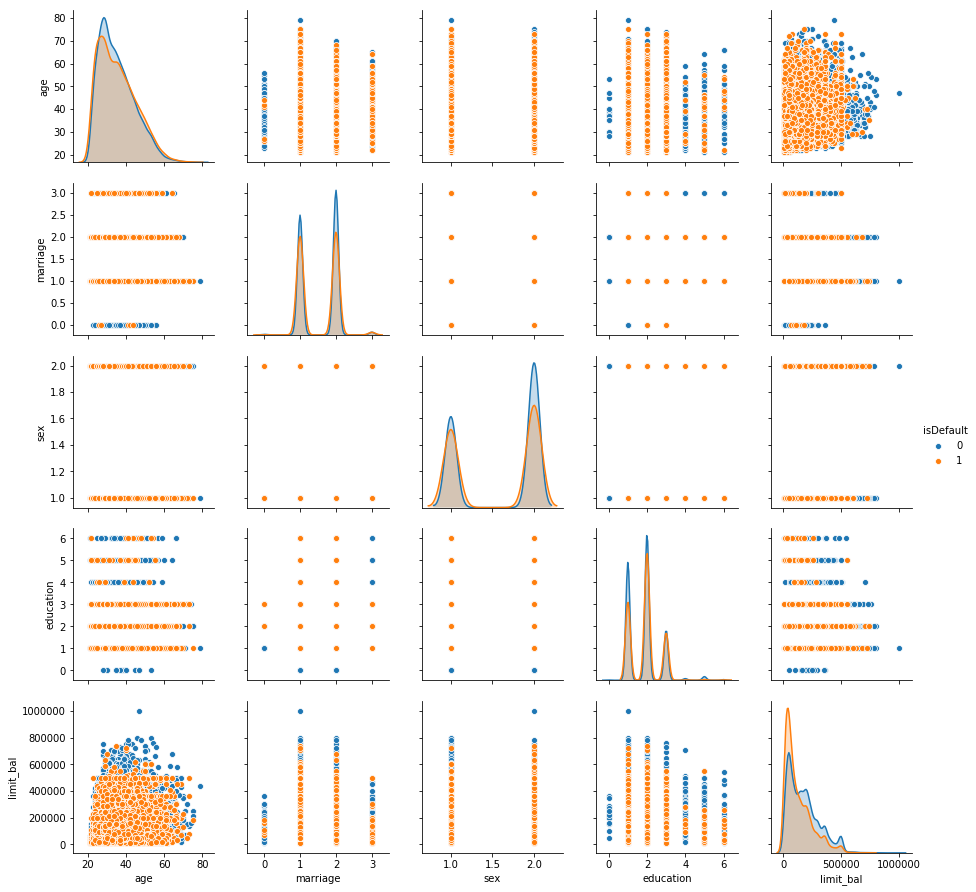 80
70
60
50
40
30
20
age
3.0
2.5
2.0
1.5
1.0
0.5
0.0
marriage
2.0
1.8
1.6
1.4
1.2
1.0
sex
isDefault
0
1
6
5
4
3
2
1
0
education
1000000
800000
600000
400000
200000
0
limit_bal
20 40 60 80
0 1 2 3
1.0 1.5 2.0
0 2 4 6
0 500000 1000000
age
marriage
sex
education
limit_bal